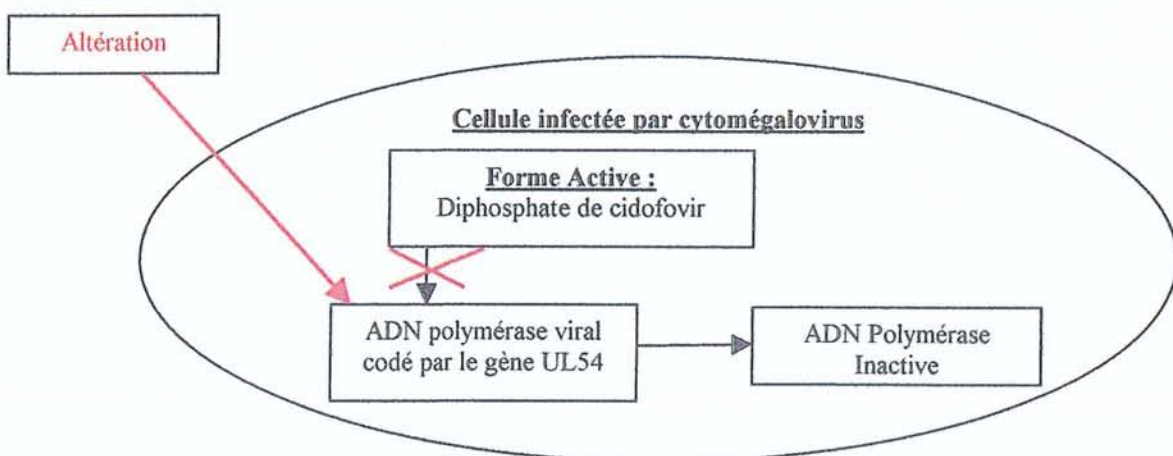 Altération
Cellule infectée par cytomégalovirus
Forme Active :
Diphosphate de cidofovir
ADN polymérase viral
codé par le gène UL54
ADN Polymérase
Inactive